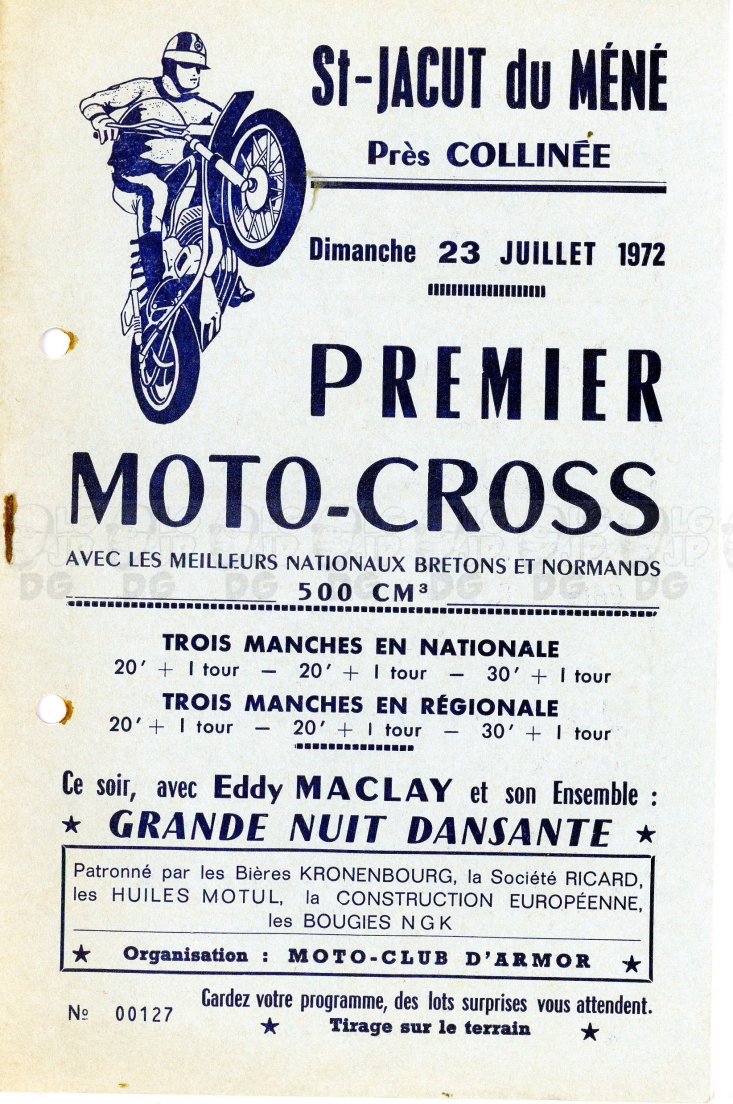 St-JACUT du MÉNÉ
Près COLLINÉE
Dimanche 23 JUILLET 1972
PREMIER
MOTO-CROSS
AVEC LES MEILLEURS NATIONAUX BRETONS ET NORMANDS
500 CM³
TROIS MANCHES EN NATIONALE
20' + 1 tour — 20' + 1 tour — 30' + 1 tour
TROIS MANCHES EN RÉGIONALE
20' + 1 tour — 20' + 1 tour — 30' + 1 tour
Ce soir, avec Eddy MACLAY et son Ensemble :
★ GRANDE NUIT DANSANTE ★
Patronné par les Bières KRONENBOURG, la Société RICARD,
les HUILES MOTUL, la CONSTRUCTION EUROPÉENNE,
les BOUGIES NGK
★ Organisation : MOTO-CLUB D'ARMOR ★
Gardez votre programme, des lots surprises vous attendent.
Nº 00127
★ Tirage sur le terrain ★